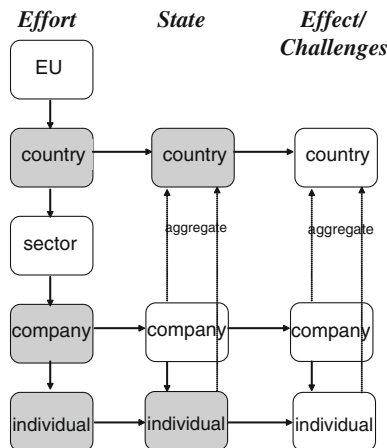 Effort State Effect/
Challenges
EU
country country country
sector
aggregate aggregate
company company company
individual individual individual